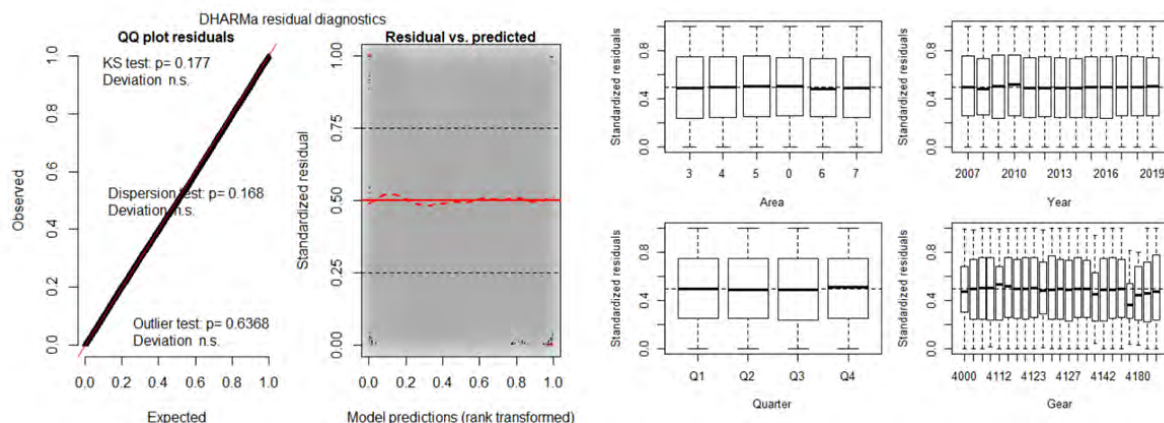 DHARMa residual diagnostics
QQ plot residuals
KS test: p= 0.177
Deviation n.s.
Dispersion test: p= 0.168
Deviation n.s.
Outlier test: p= 0.6368
Deviation n.s.
Observed
0.0 0.2 0.4 0.6 0.8 1.0
0.0 0.2 0.4 0.6 0.8 1.0
Expected
Residual vs. predicted
Standardized residual
0.00 0.25 0.50 0.75 1.00
0.0 0.2 0.4 0.6 0.8 1.0
Model predictions (rank transformed)
Standardized residuals
0.0 0.4 0.8
3 4 5 0 6 7
Area
Standardized residuals
0.0 0.4 0.8
2007 2010 2013 2016 2019
Year
Standardized residuals
0.0 0.4 0.8
Q1 Q2 Q3 Q4
Quarter
Standardized residuals
0.0 0.4 0.8
4000 4112 4123 4127 4142 4180
Gear